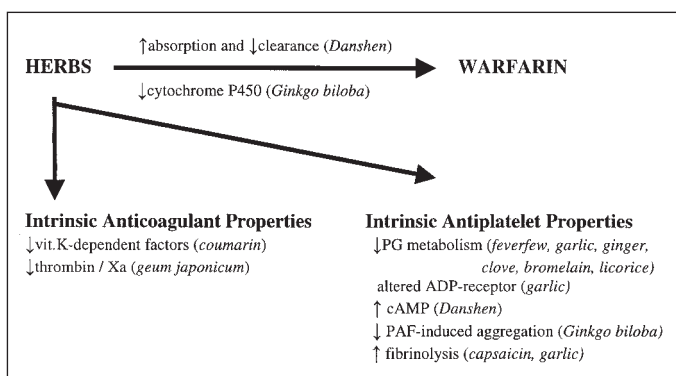 ↑absorption and ↓clearance (Danshen)
HERBS
WARFARIN
↓cytochrome P450 (Ginkgo biloba)
Intrinsic Anticoagulant Properties
↓vit.K-dependent factors (coumarin)
↓thrombin / Xa (geum japonicum)
Intrinsic Antiplatelet Properties
↓PG metabolism (feverfew, garlic, ginger,
clove, bromelain, licorice)
altered ADP-receptor (garlic)
↑ cAMP (Danshen)
↓ PAF-induced aggregation (Ginkgo biloba)
↑ fibrinolysis (capsaicin, garlic)